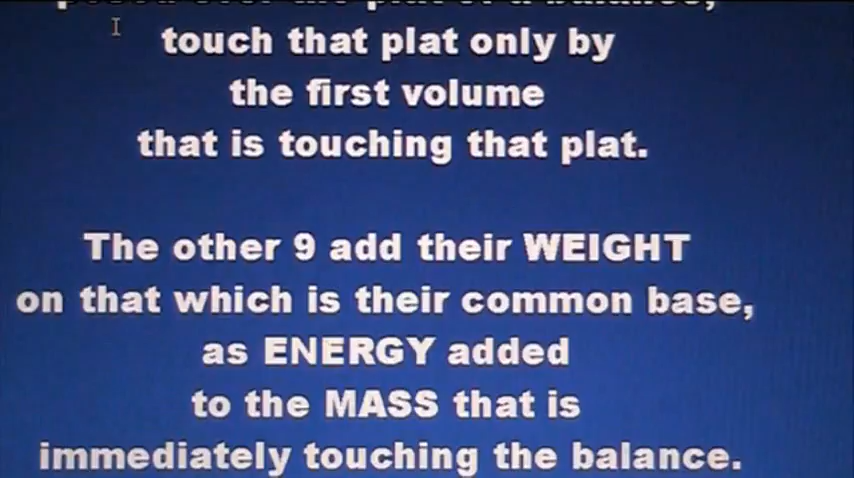 touch that plat only by
the first volume
that is touching that plat.
The other 9 add their WEIGHT
on that which is their common base,
as ENERGY added
to the MASS that is
immediately touching the balance.